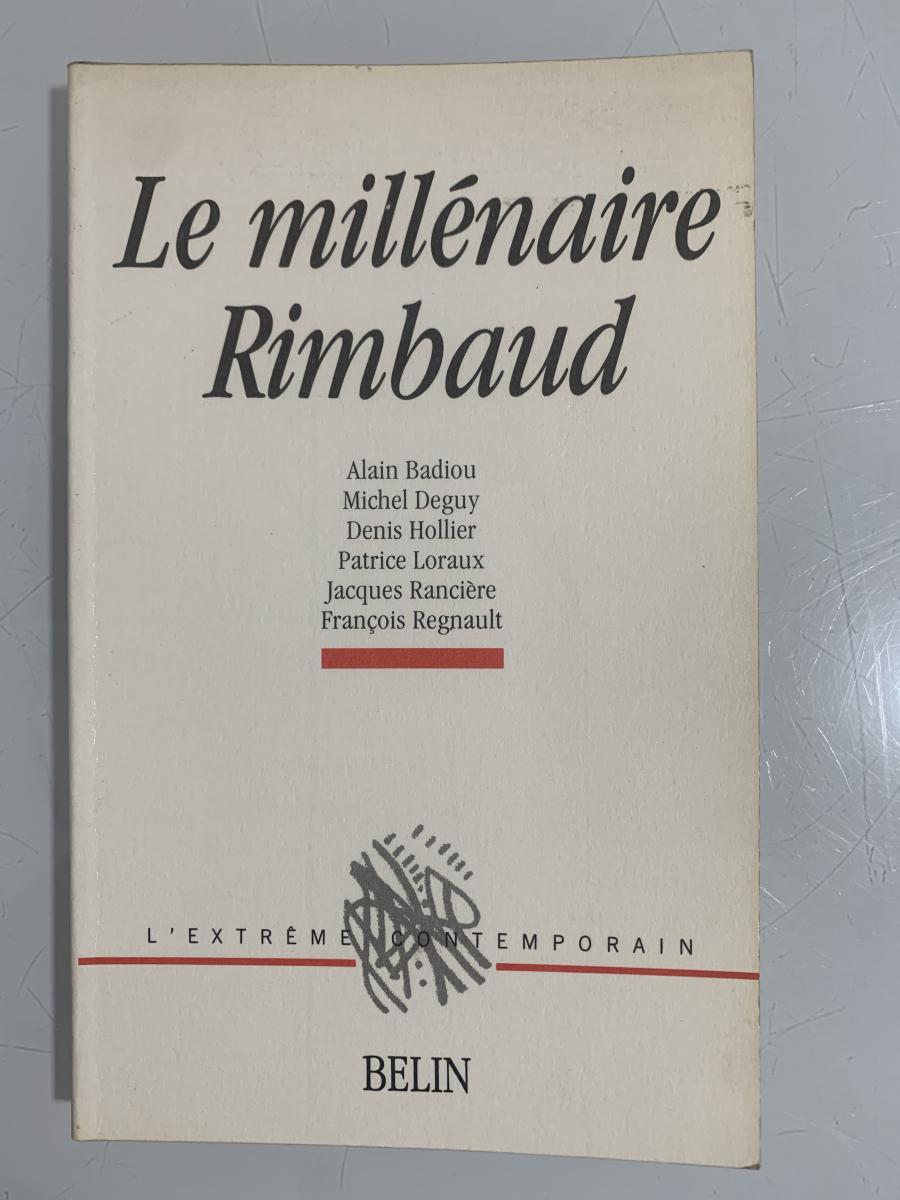 Le millénaire
Rimbaud
Alain Badiou
Michel Deguy
Denis Hollier
Patrice Loraux
Jacques Rancière
François Regnault
L'EXTRÊME CONTEMPORAIN
BELIN